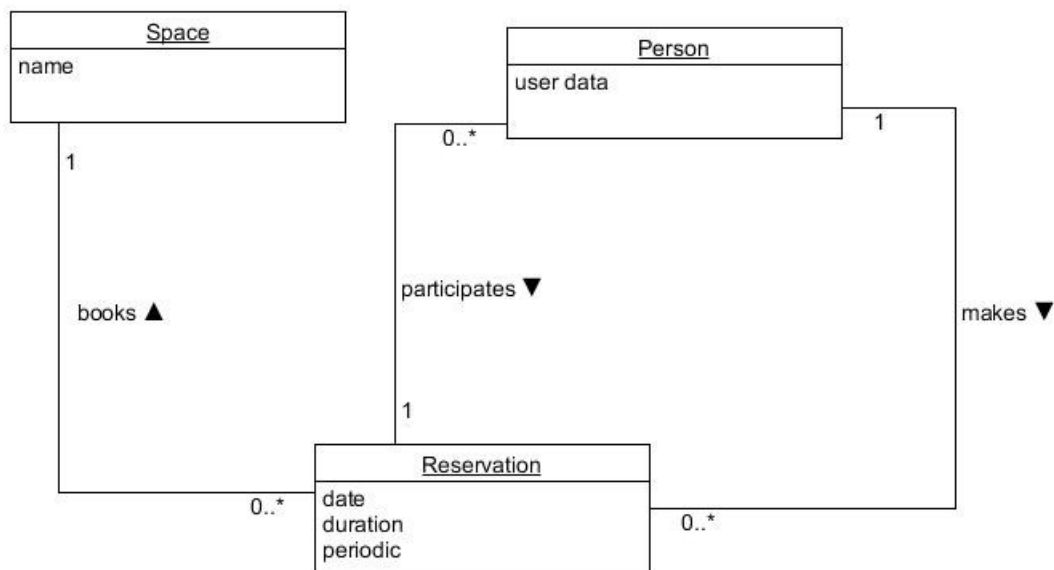 Space
name
Person
user data
0..*
1
1
books ▲
participates ▼
makes ▼
1
Reservation
0..*
date
duration
periodic
0..*